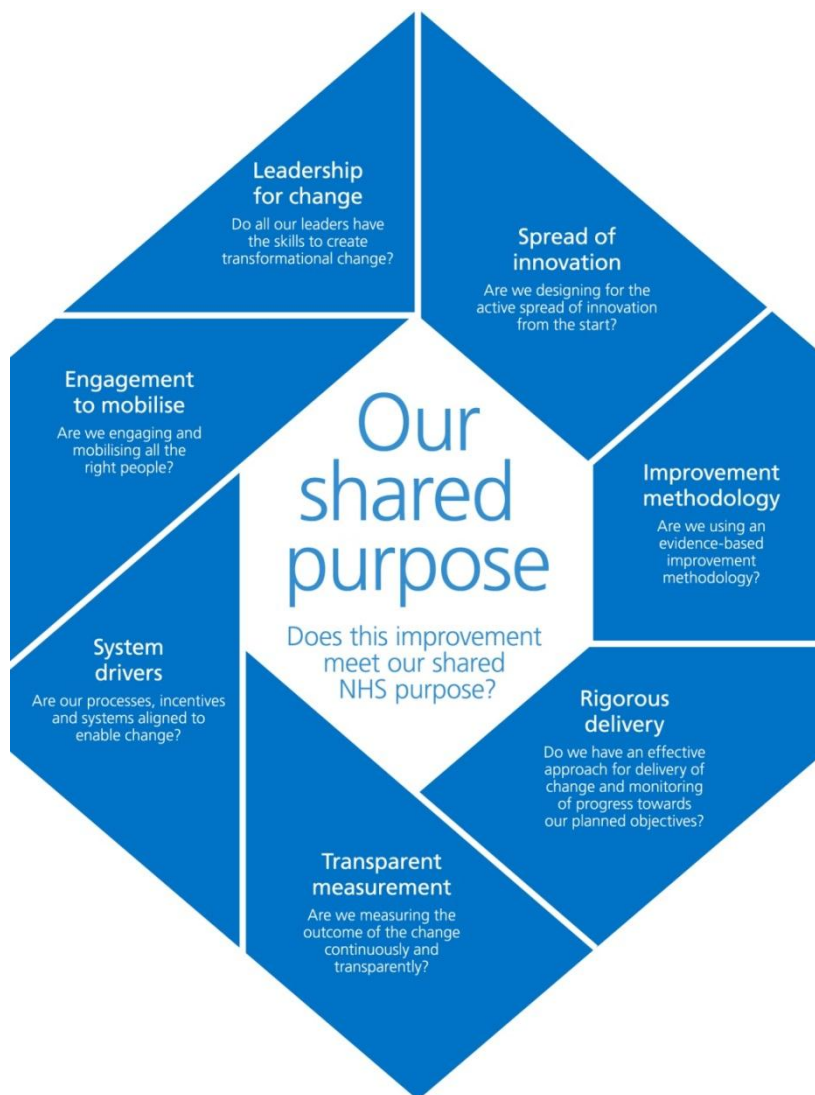 Leadership
for change
Do all our leaders have
the skills to create
transformational change?
Spread of
innovation
Are we designing for the
active spread of innovation
from the start?
Engagement
to mobilise
Are we engaging and
mobilising all the
right people?
Our
shared
purpose
Does this improvement
meet our shared
NHS purpose?
Improvement
methodology
Are we using an
evidence-based
improvement
methodology?
System
drivers
Are our processes, incentives
and systems aligned to
enable change?
Rigorous
delivery
Do we have an effective
approach for delivery of
change and monitoring
of progress towards
our planned objectives?
Transparent
measurement
Are we measuring the
outcome of the change
continuously and
transparently?